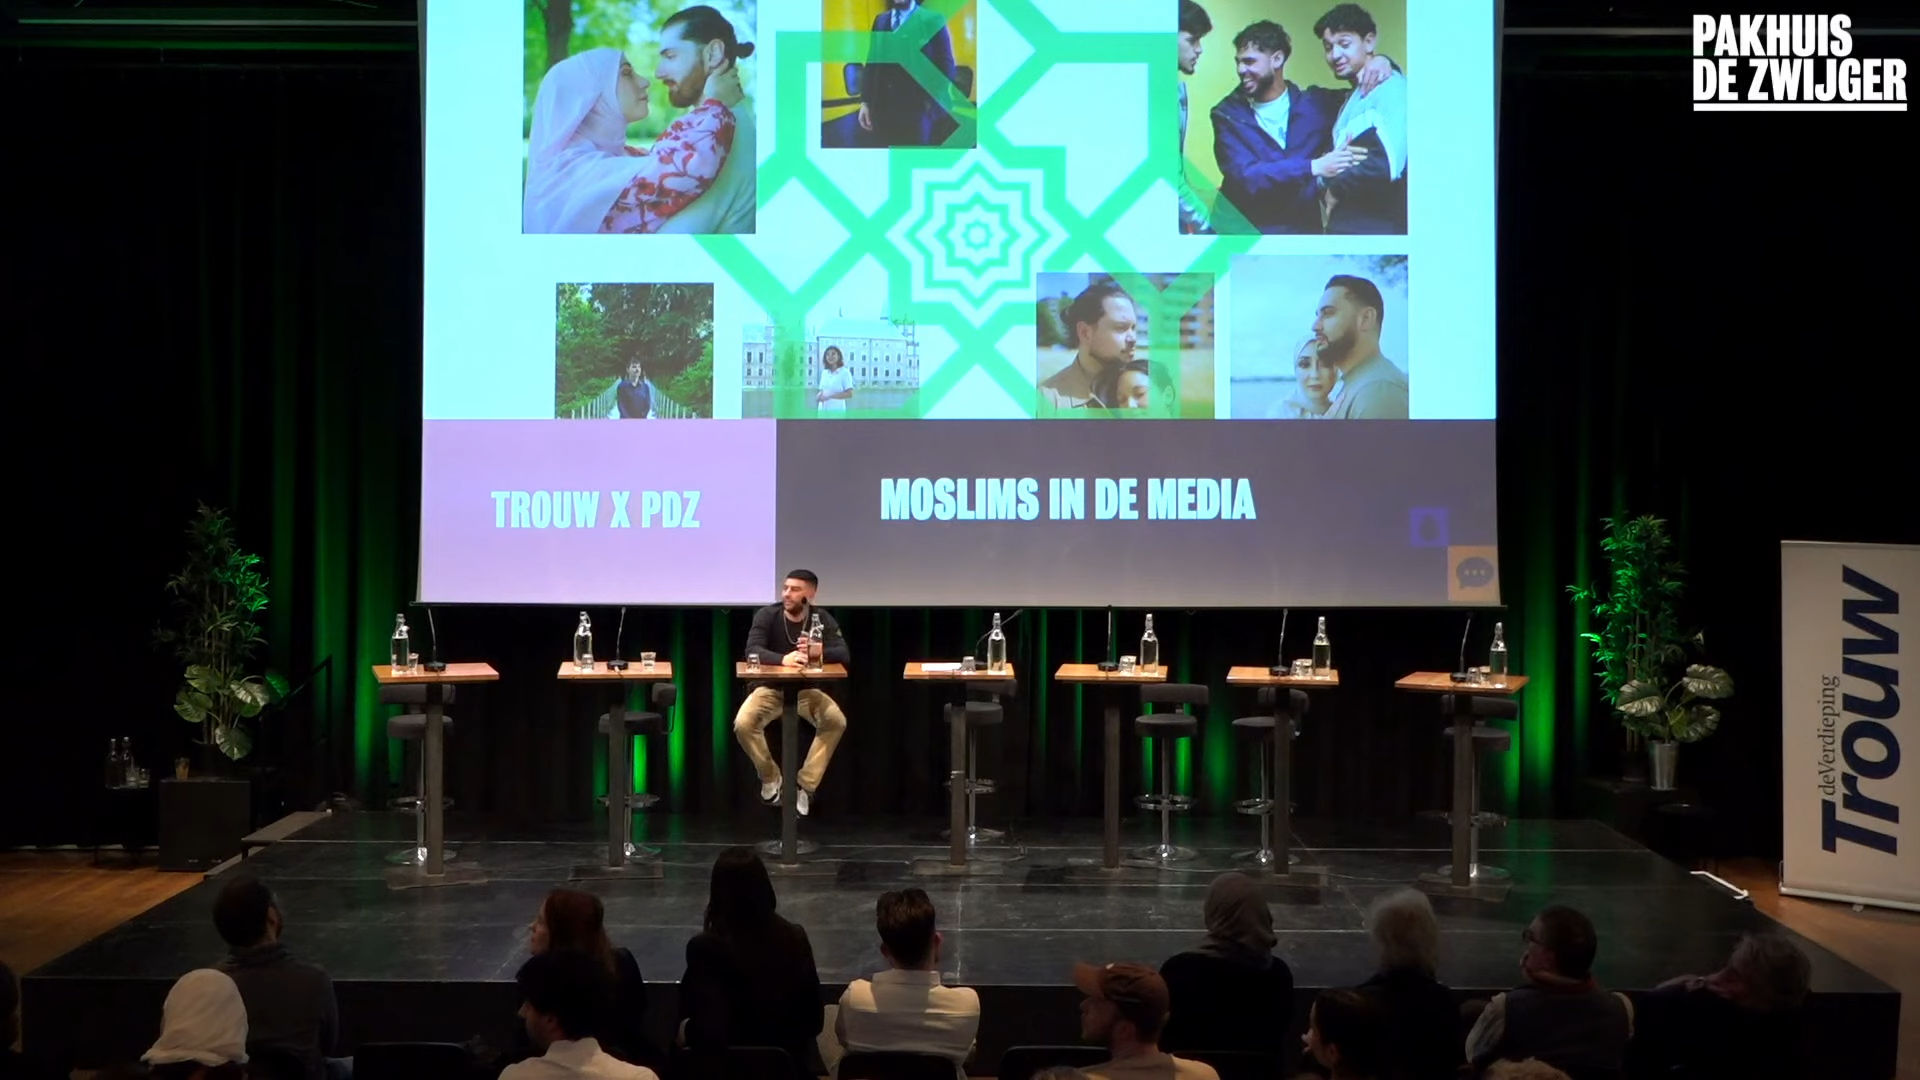 PAKHUIS
DE ZWIJGER
TROUW X PDZ
MOSLIMS IN DE MEDIA
deVerdieping
Trouw